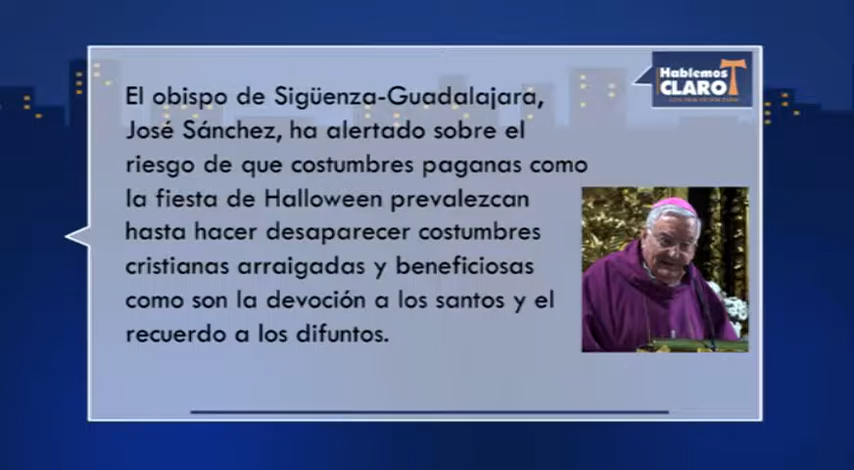 Hablemos
CLARO
El obispo de Sigüenza-Guadalajara,
José Sánchez, ha alertado sobre el
riesgo de que costumbres paganas como
la fiesta de Halloween prevalezcan
hasta hacer desaparecer costumbres
cristianas arraigadas y beneficiosas
como son la devoción a los santos y el
recuerdo a los difuntos.